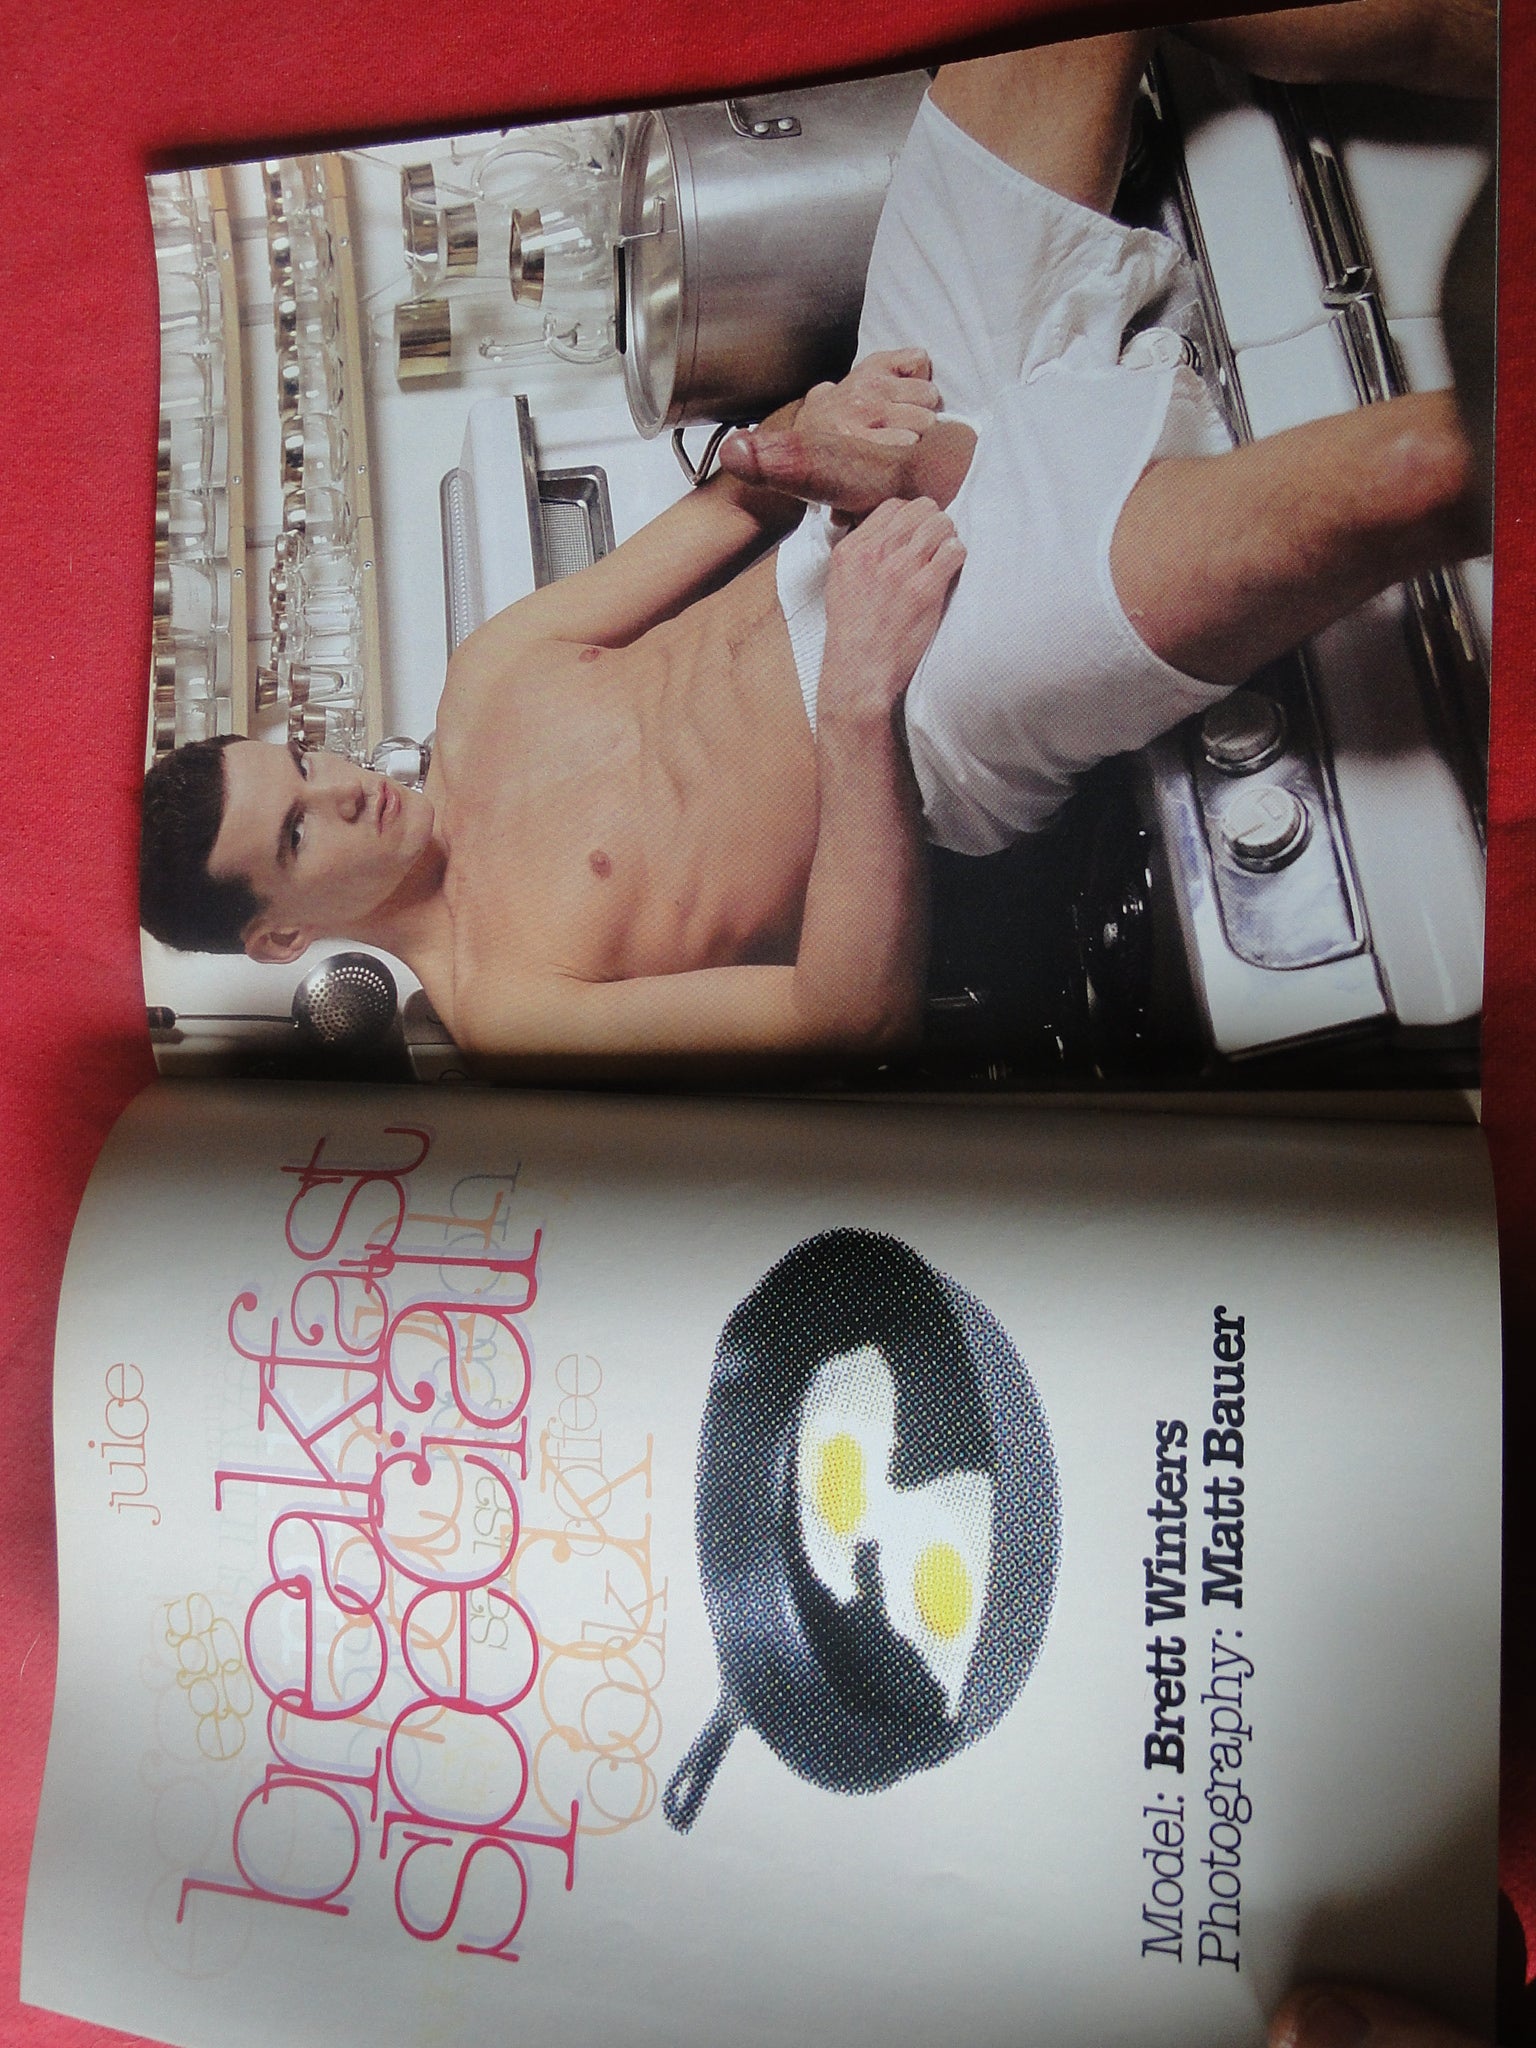 juice
eggs
breakfast
special
coffee
cook
Model: Brett Winters
Photography: Matt Bauer